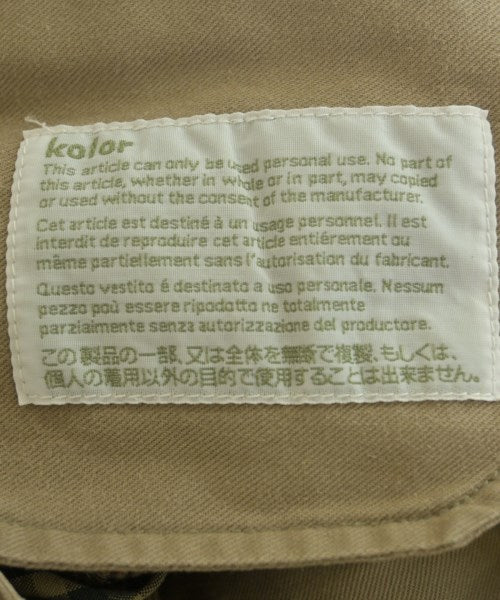 kolor
This article can only be used personal use. No part of
this article, whether in whole or in part, may copied
or used without the consent of the manufacturer.
Cet article est destiné à un usage personnel. Il est
interdit de reproduire cet article entiérement ou
même partiellement sans l'autorisation du fabricant.
Questo vestito é destinato a uso personale. Nessum
pezzo poù essere ripodotto ne totalmente
parzialmente senza autorizzazione del produttore.
この製品の一部、又は全体を無断で複製、もしくは、
個人の着用以外の目的で使用することは出来ません。